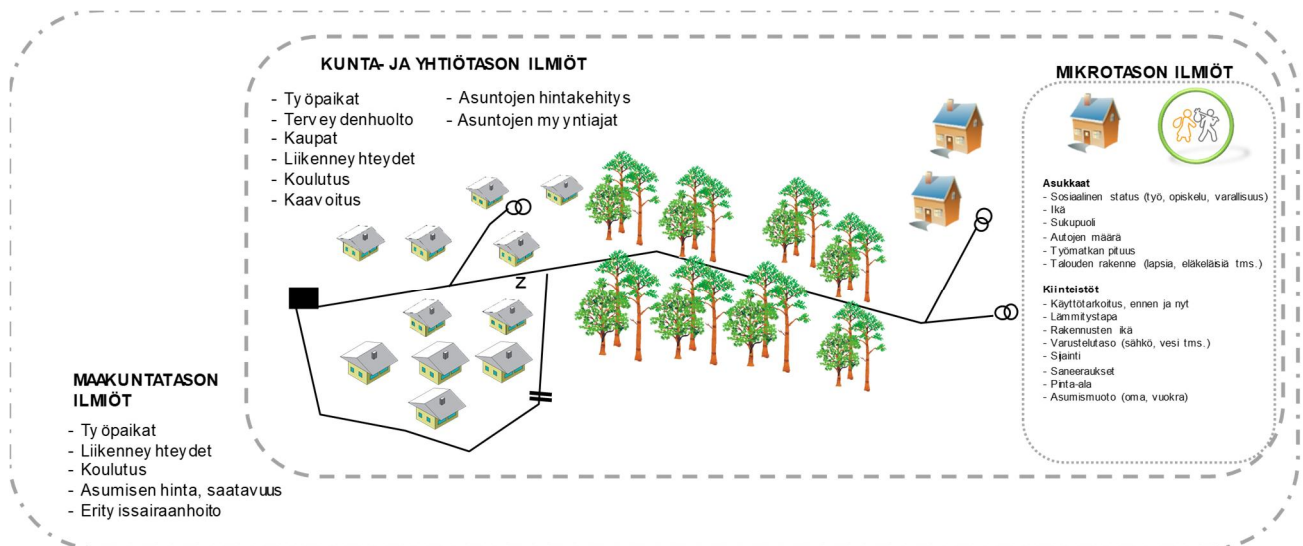 KUNTA- JA YHTIÖTASON ILMIÖT
- Työpaikat
- Terveydenhuolto
- Kaupat
- Liikenneyhteydet
- Koulutus
- Kaavoitus
- Asuntojen hintakehitys
- Asuntojen myyntiajat
Z
MIKROTASON ILMIÖT
Asukkaat
- Sosiaalinen status (työ, opiskelu, varallisuus)
- Ikä
- Sukupuoli
- Autojen määrä
- Työmatkan pituus
- Talouden rakenne (lapsia, eläkeläisiä tms.)
Kiinteistöt
- Käyttötarkoitus, ennen ja nyt
- Lämmitystapa
- Rakennusten ikä
- Varustelutaso (sähkö, vesi tms.)
- Sijainti
- Saneeraukset
- Pinta-ala
- Asumismuoto (oma, vuokra)
MAAKUNTATASON
ILMIÖT
- Työpaikat
- Liikenneyhteydet
- Koulutus
- Asumisen hinta, saatavuus
- Erityissairaanhoito